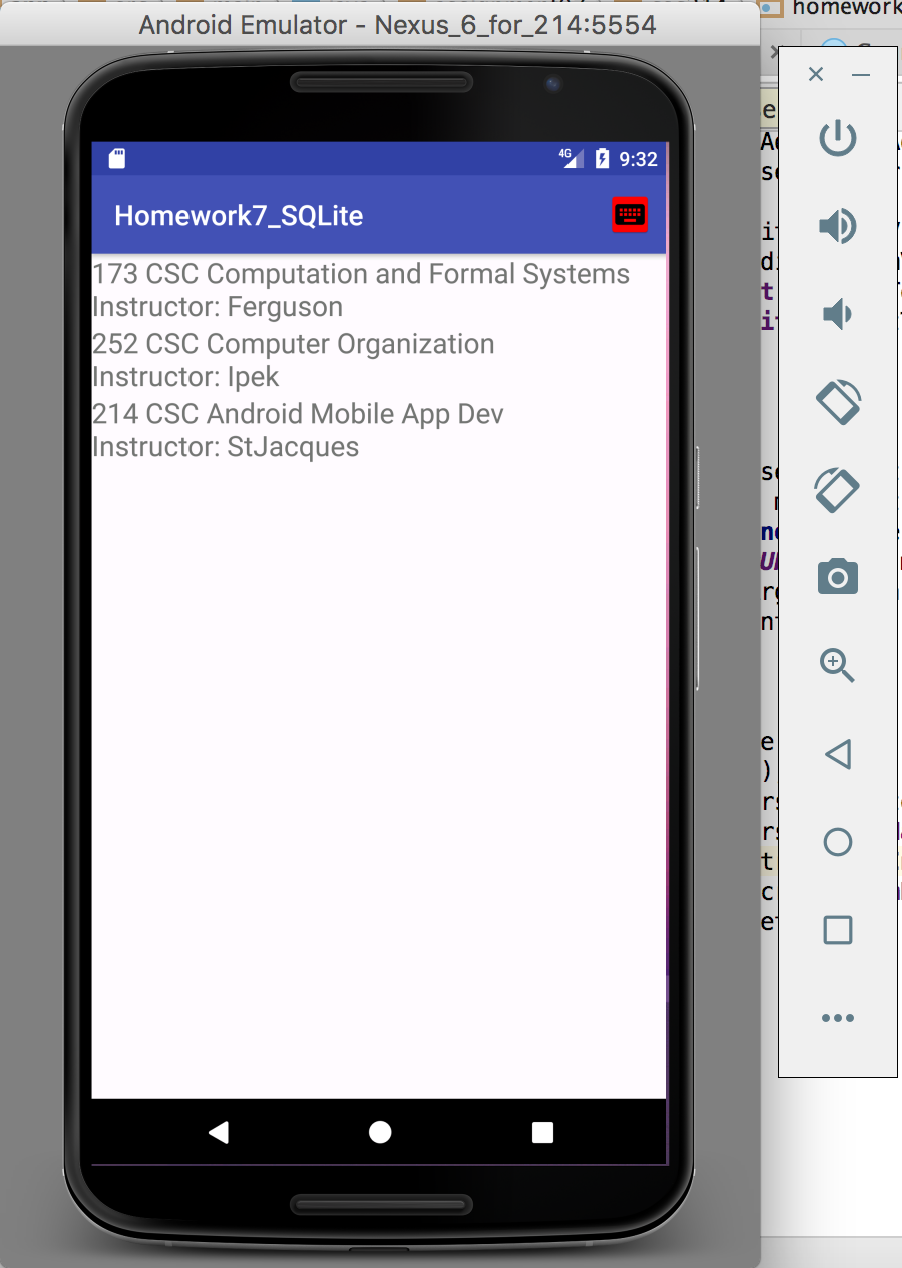 Android Emulator - Nexus_6_for_214:5554
homework
4G 9:32
Homework7_SQLite
173 CSC Computation and Formal Systems
Instructor: Ferguson
252 CSC Computer Organization
Instructor: Ipek
214 CSC Android Mobile App Dev
Instructor: StJacques